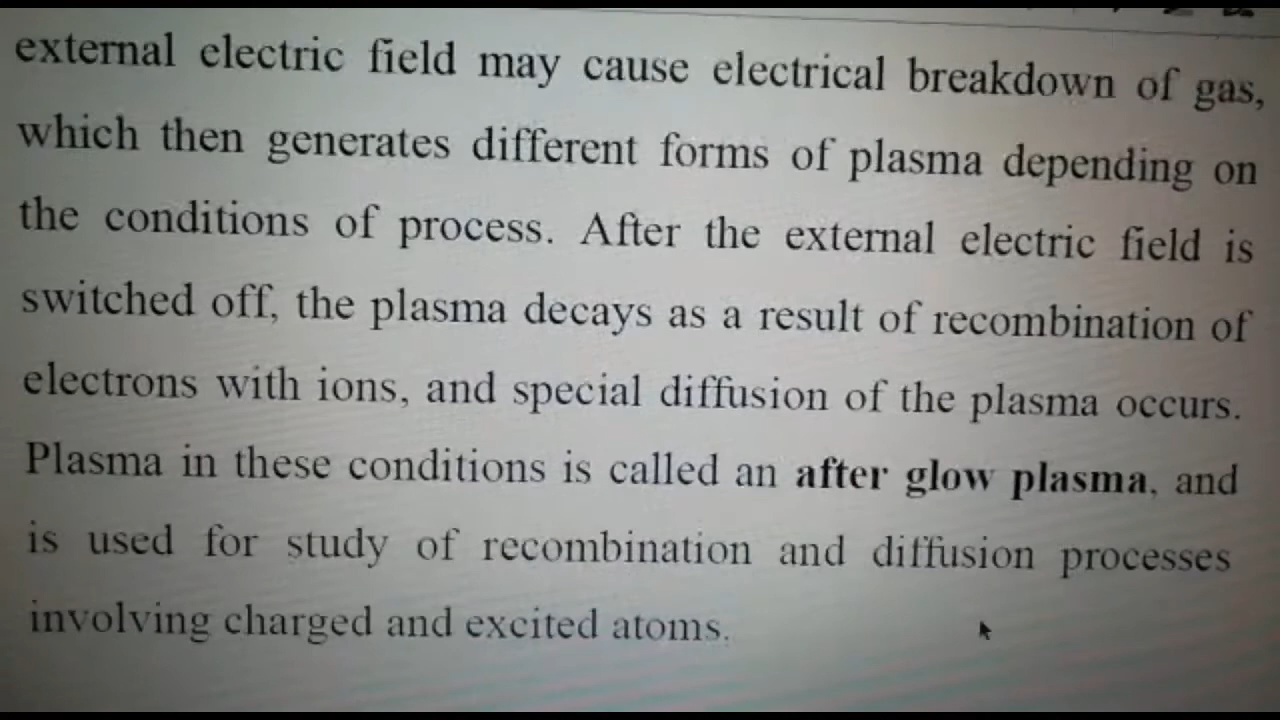 external electric field may cause electrical breakdown of gas,
which then generates different forms of plasma depending on
the conditions of process. After the external electric field is
switched off, the plasma decays as a result of recombination of
electrons with ions, and special diffusion of the plasma occurs.
Plasma in these conditions is called an after glow plasma, and
is used for study of recombination and diffusion processes
involving charged and excited atoms.